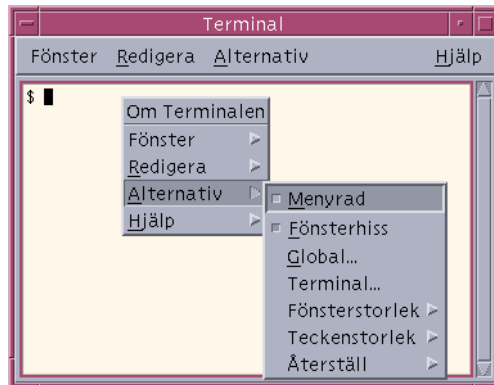 Terminal
Fönster Redigera Alternativ Hjälp
$
Om Terminalen
Fönster
Redigera
Alternativ
Hjälp
Menyrad
Fönsterhiss
Global...
Terminal...
Fönsterstorlek
Teckenstorlek
Återställ